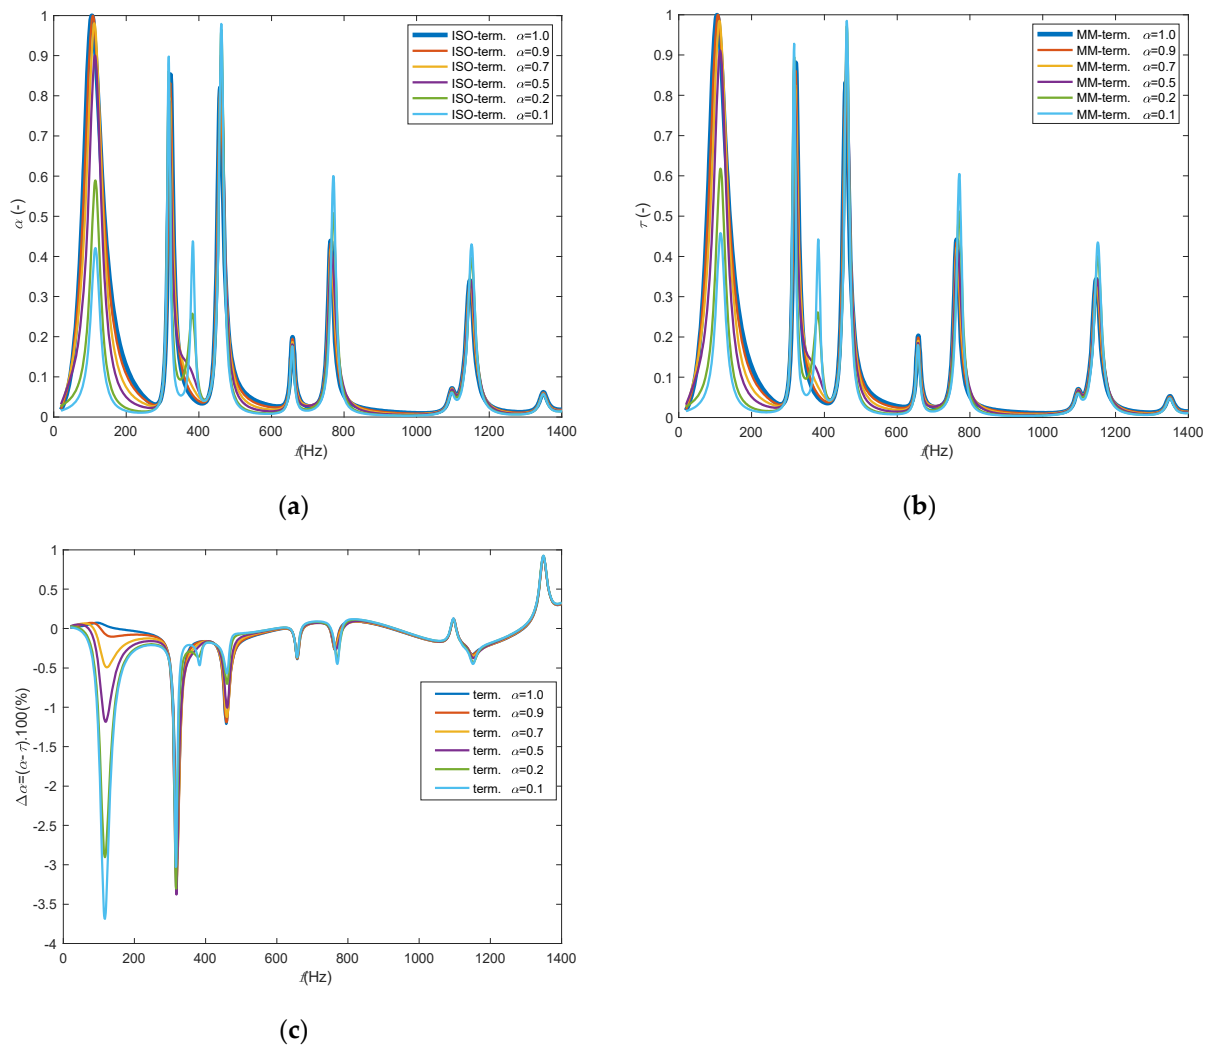 1
0.9
0.8
0.7
0.6
0.5
0.4
0.3
0.2
0.1
0
α (-)
0 200 400 600 800 1000 1200 1400
f(Hz)
ISO-term. α=1.0
ISO-term. α=0.9
ISO-term. α=0.7
ISO-term. α=0.5
ISO-term. α=0.2
ISO-term. α=0.1
(a)
1
0.9
0.8
0.7
0.6
0.5
0.4
0.3
0.2
0.1
0
τ (-)
0 200 400 600 800 1000 1200 1400
f(Hz)
MM-term. α=1.0
MM-term. α=0.9
MM-term. α=0.7
MM-term. α=0.5
MM-term. α=0.2
MM-term. α=0.1
(b)
1
0.5
0
-0.5
-1
-1.5
-2
-2.5
-3
-3.5
-4
Δα=(α-τ).100(%)
0 200 400 600 800 1000 1200 1400
f(Hz)
term. α=1.0
term. α=0.9
term. α=0.7
term. α=0.5
term. α=0.2
term. α=0.1
(c)